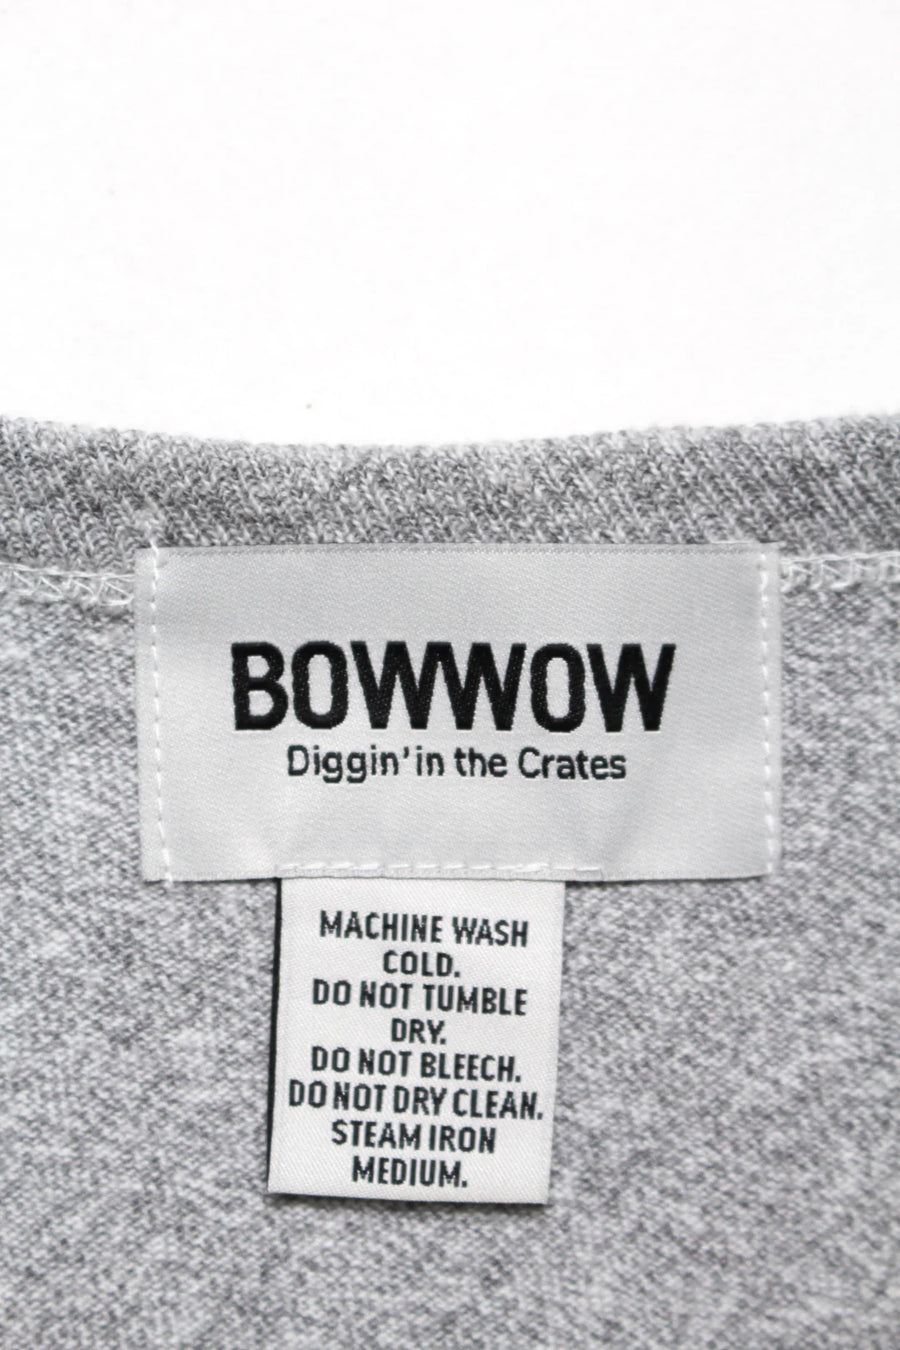 BOWWOW
Diggin' in the Crates
MACHINE WASH
COLD.
DO NOT TUMBLE
DRY.
DO NOT BLEECH.
DO NOT DRY CLEAN.
STEAM IRON
MEDIUM.